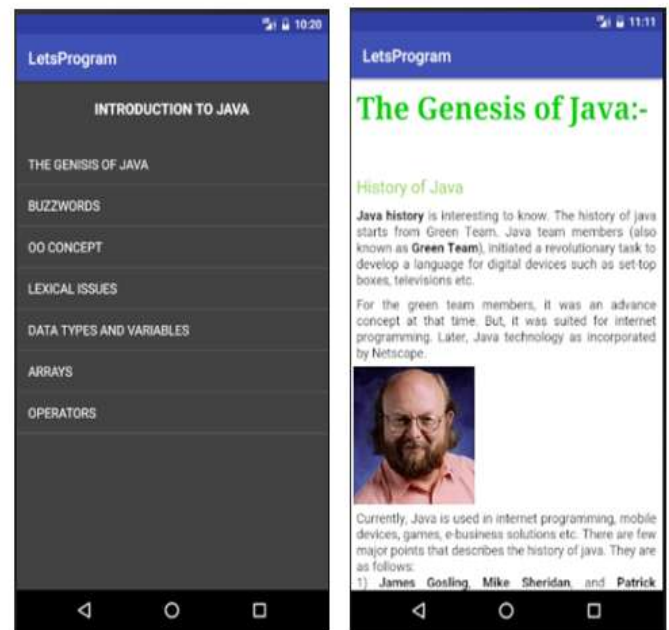 10:20
LetsProgram
INTRODUCTION TO JAVA
THE GENISIS OF JAVA
BUZZWORDS
OO CONCEPT
LEXICAL ISSUES
DATA TYPES AND VARIABLES
ARRAYS
OPERATORS
11:11
LetsProgram
The Genesis of Java:-
History of Java
Java history is interesting to know. The history of java
starts from Green Team. Java team members (also
known as Green Team), initiated a revolutionary task to
develop a language for digital devices such as set-top
boxes, televisions etc.
For the green team members, it was an advance
concept at that time. But, it was suited for internet
programming. Later, Java technology as incorporated
by Netscape.
Currently, Java is used in internet programming, mobile
devices, games, e-business solutions etc. There are few
major points that describes the history of java. They are
as follows:
1) James Gosling, Mike Sheridan, and Patrick